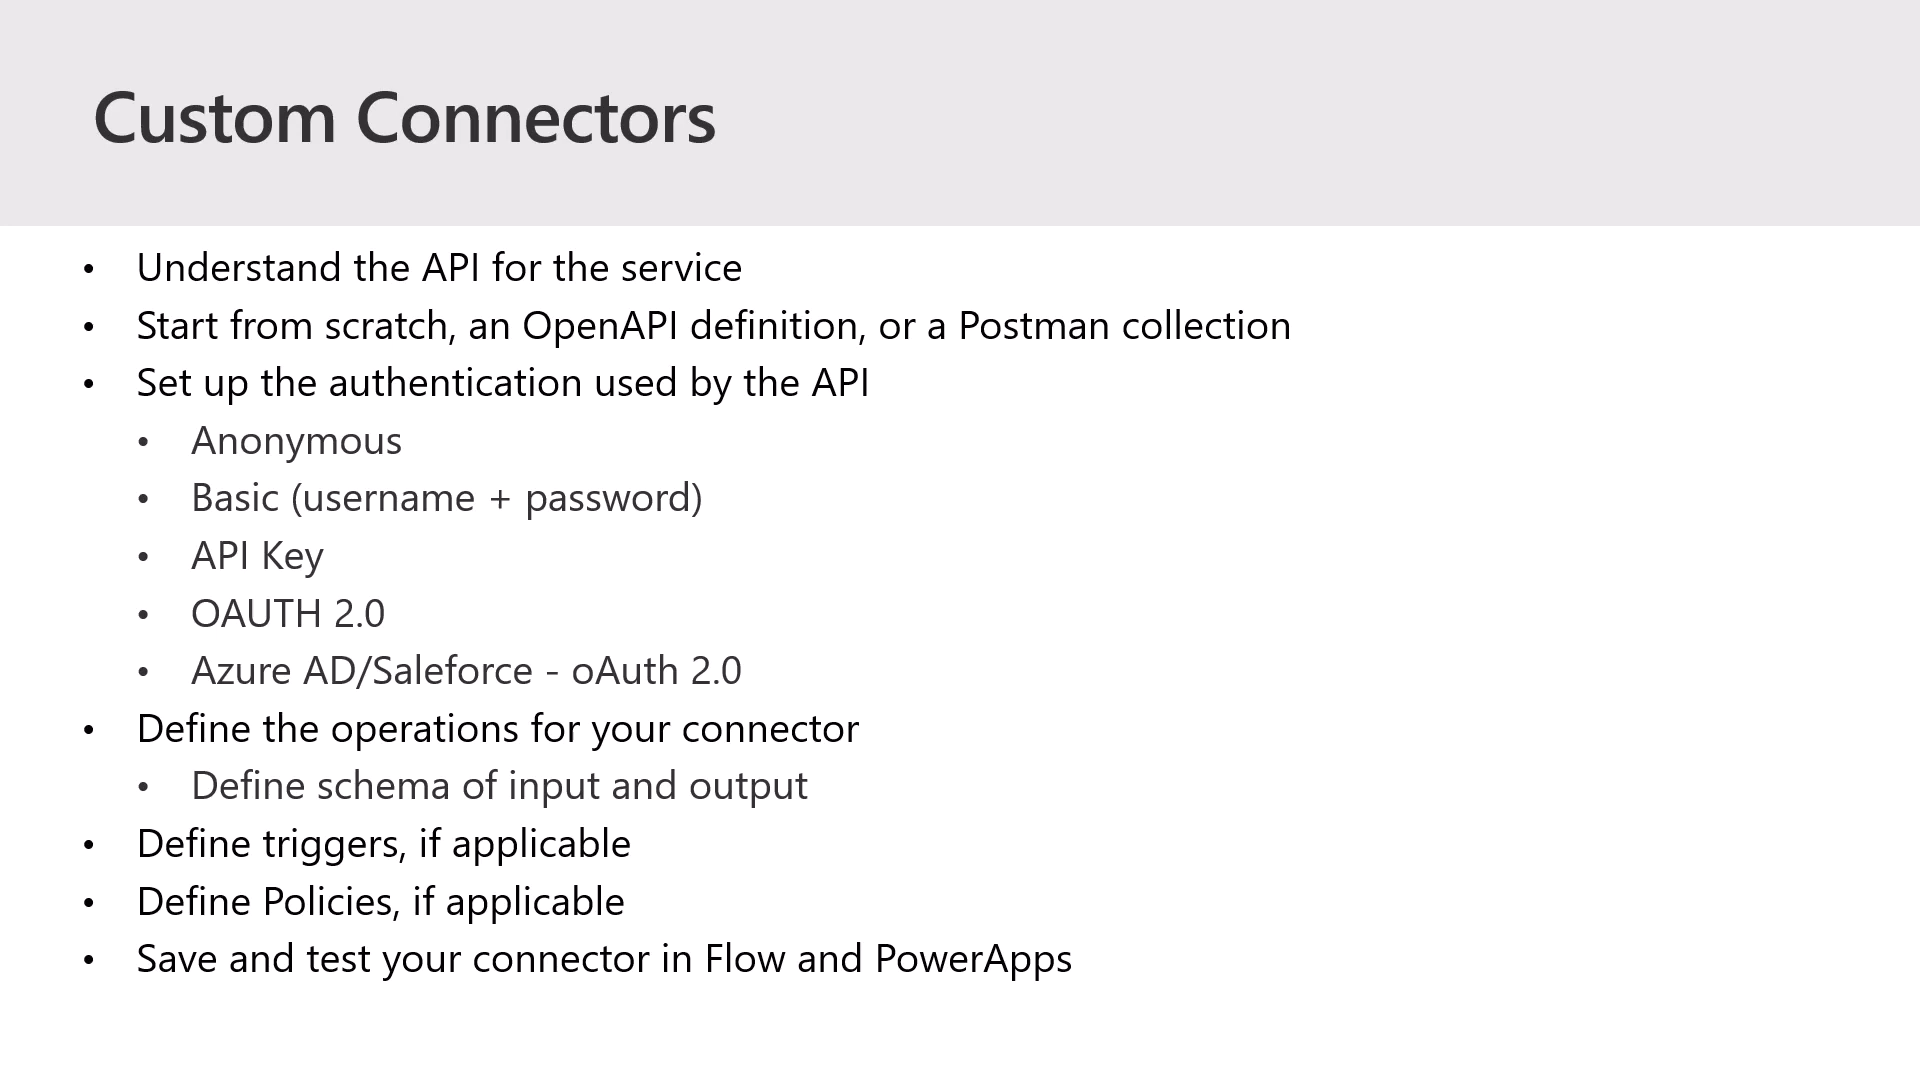 Custom Connectors
• Understand the API for the service
• Start from scratch, an OpenAPI definition, or a Postman collection
• Set up the authentication used by the API
• Anonymous
• Basic (username + password)
• API Key
• OAUTH 2.0
• Azure AD/Saleforce - oAuth 2.0
• Define the operations for your connector
• Define schema of input and output
• Define triggers, if applicable
• Define Policies, if applicable
• Save and test your connector in Flow and PowerApps